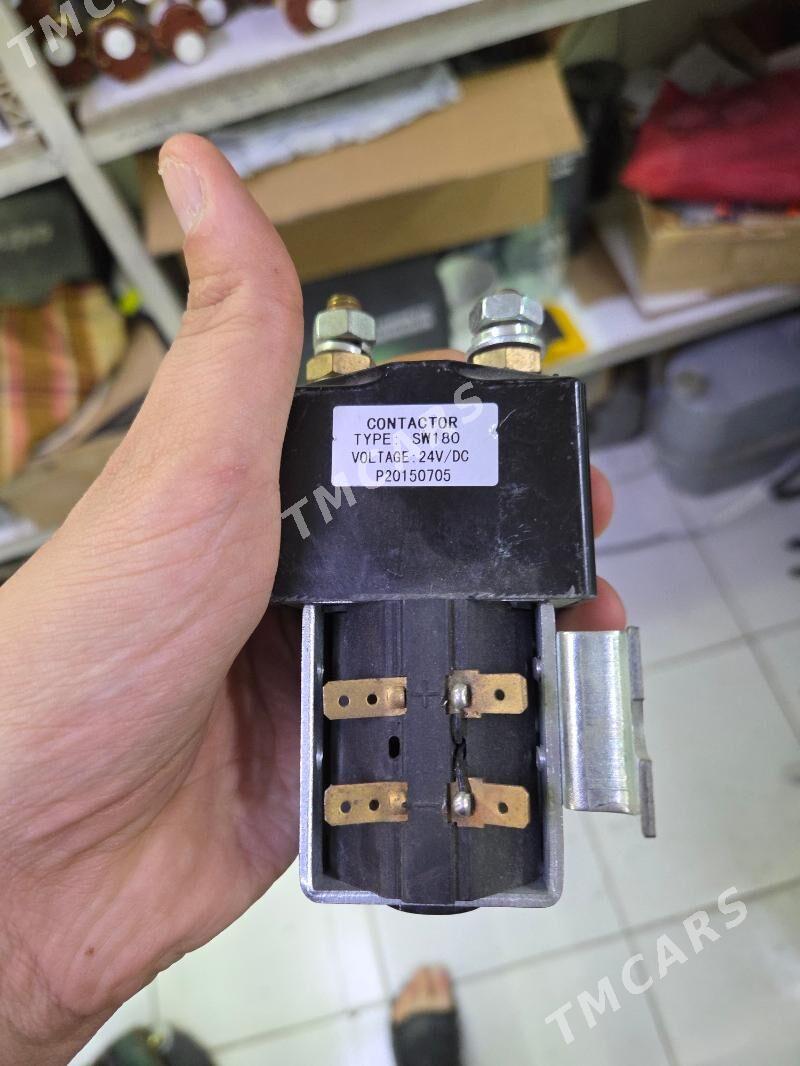 TMCARS
CONTACTOR
TYPE: SW180
VOLTAGE:24V/DC
P20150705
TMCARS
+
-
TMCARS